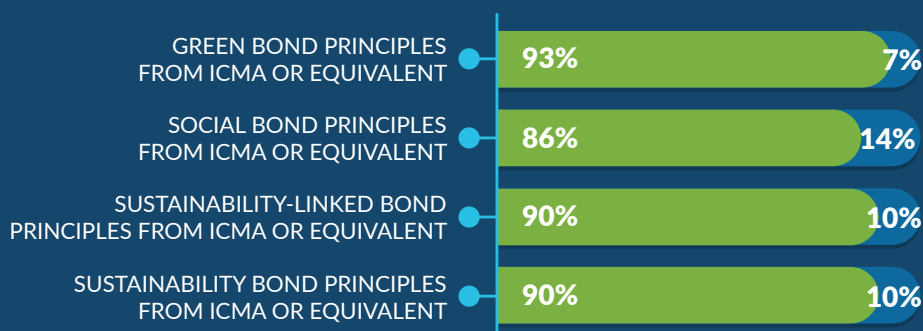 GREEN BOND PRINCIPLES
FROM ICMA OR EQUIVALENT
93% 7%
SOCIAL BOND PRINCIPLES
FROM ICMA OR EQUIVALENT
86% 14%
SUSTAINABILITY-LINKED BOND
PRINCIPLES FROM ICMA OR EQUIVALENT
90% 10%
SUSTAINABILITY BOND PRINCIPLES
FROM ICMA OR EQUIVALENT
90% 10%